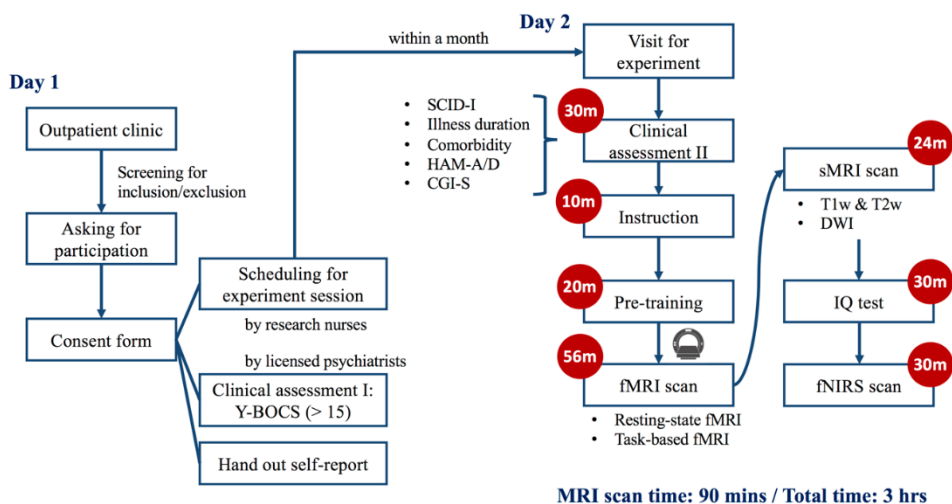 Day 1
Outpatient clinic
Screening for
inclusion/exclusion
Asking for
participation
Consent form
Scheduling for
experiment session
by research nurses
by licensed psychiatrists
Clinical assessment I:
Y-BOCS (> 15)
Hand out self-report
within a month
Day 2
Visit for
experiment
• SCID-I
• Illness duration
• Comorbidity
• HAM-A/D
• CGI-S
30m
Clinical
assessment II
10m
Instruction
20m
Pre-training
56m
fMRI scan
• Resting-state fMRI
• Task-based fMRI
24m
sMRI scan
• T1w & T2w
• DWI
30m
IQ test
30m
fNIRS scan
MRI scan time: 90 mins / Total time: 3 hrs